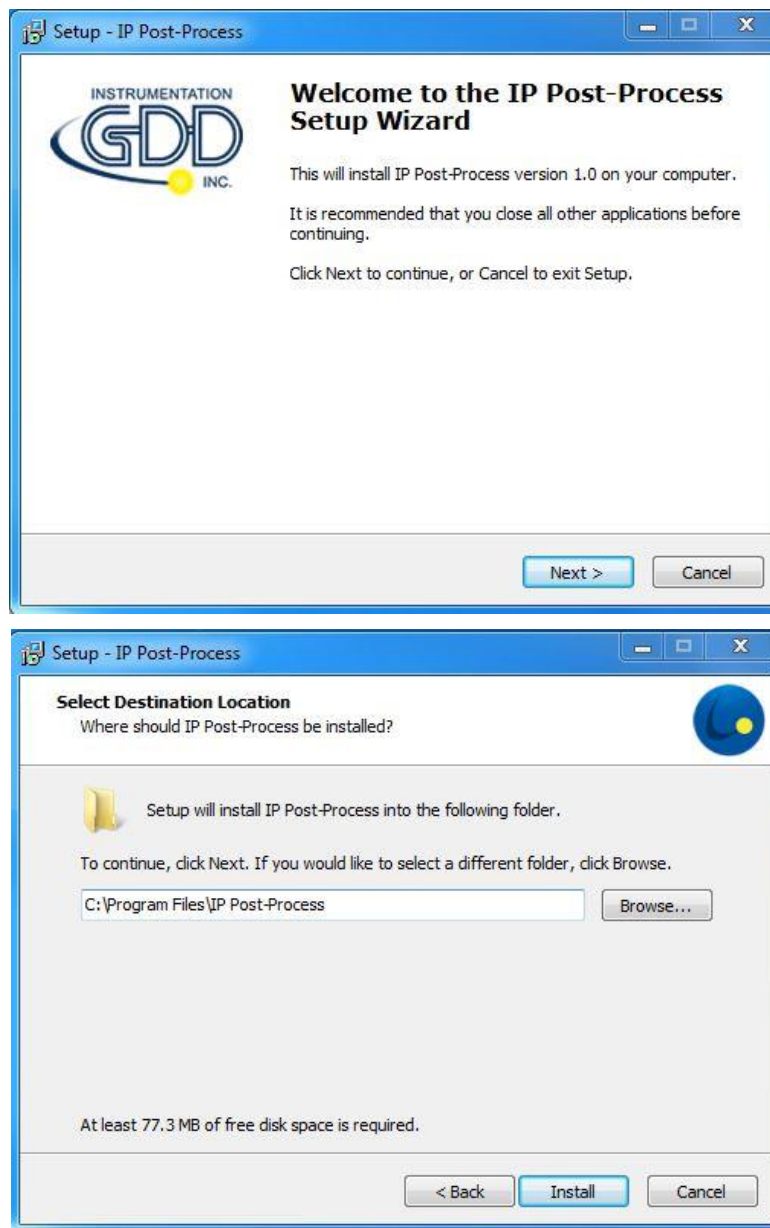 Setup - IP Post-Process
INSTRUMENTATION
GDD
INC.
Welcome to the IP Post-Process
Setup Wizard
This will install IP Post-Process version 1.0 on your computer.
It is recommended that you close all other applications before
continuing.
Click Next to continue, or Cancel to exit Setup.
Next >
Cancel
Setup - IP Post-Process
Select Destination Location
Where should IP Post-Process be installed?
Setup will install IP Post-Process into the following folder.
To continue, click Next. If you would like to select a different folder, click Browse.
C:\Program Files\IP Post-Process
Browse...
At least 77.3 MB of free disk space is required.
< Back
Install
Cancel